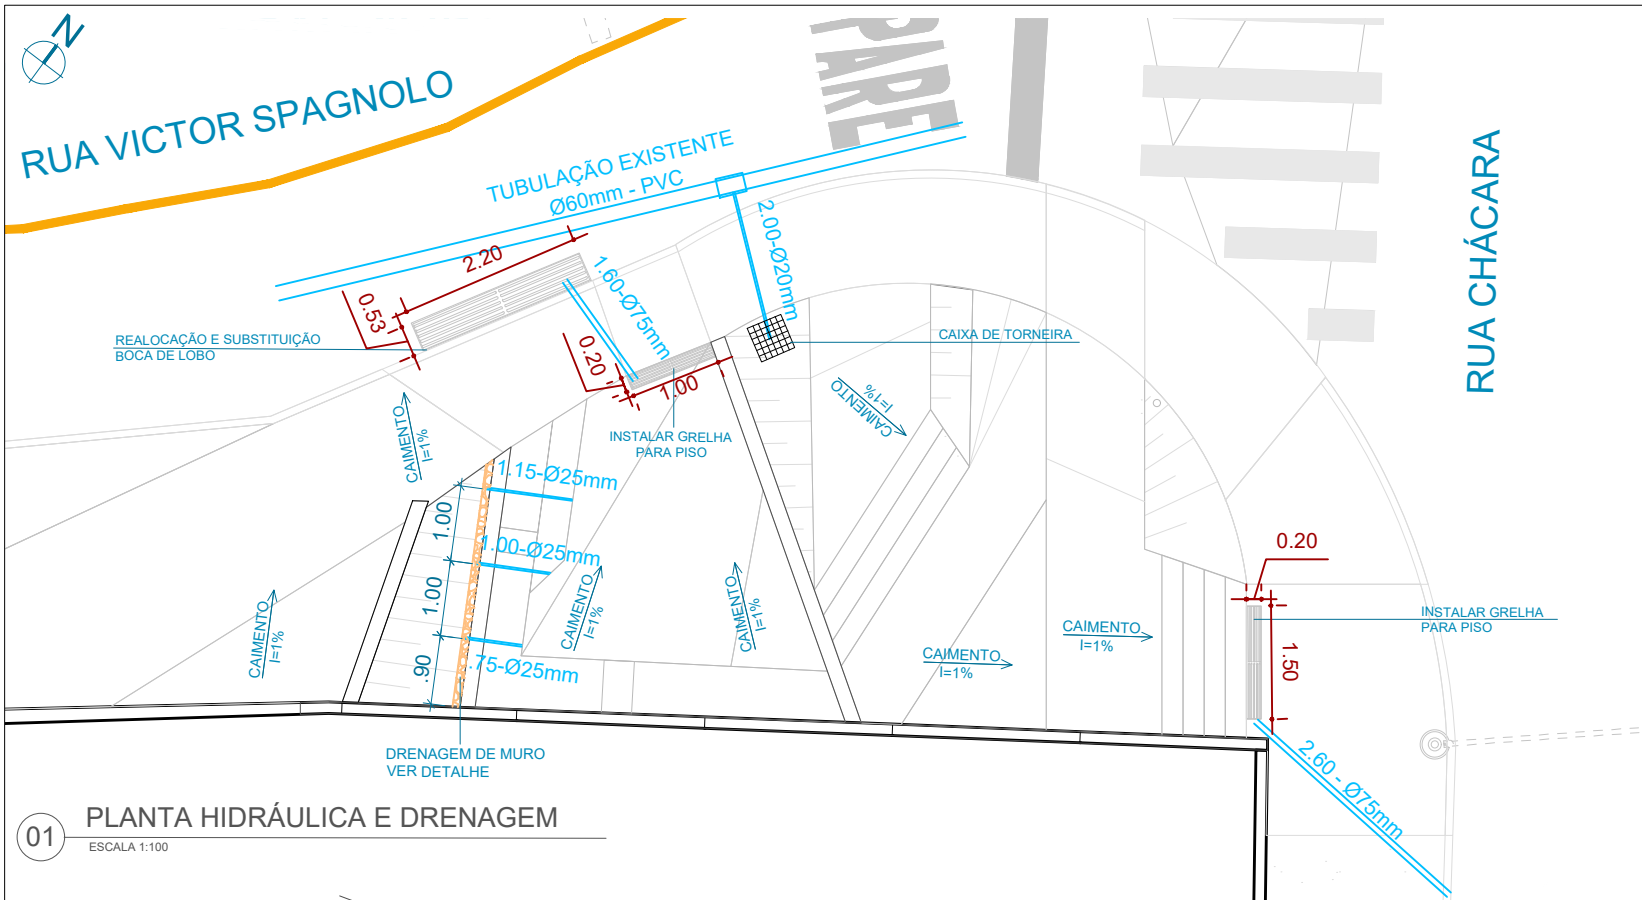 N
RUA VICTOR SPAGNOLO
PARE
TUBULAÇÃO EXISTENTE
Ø60mm - PVC
RUA CHÁCARA
2.20
0.53
1.60-Ø75mm
2.00-Ø20mm
REALOCAÇÃO E SUBSTITUIÇÃO
BOCA DE LOBO
CAIXA DE TORNEIRA
0.20
1.00
INSTALAR GRELHA
PARA PISO
CAIMENTO
I=1%
CAIMENTO
I=1%
1.15-Ø25mm
1.00
1.00-Ø25mm
1.00
.75-Ø25mm
.90
CAIMENTO
I=1%
CAIMENTO
I=1%
CAIMENTO
I=1%
CAIMENTO
I=1%
CAIMENTO
I=1%
0.20
INSTALAR GRELHA
PARA PISO
1.50
2.60 - Ø75mm
DRENAGEM DE MURO
VER DETALHE
01
PLANTA HIDRÁULICA E DRENAGEM
ESCALA 1:100